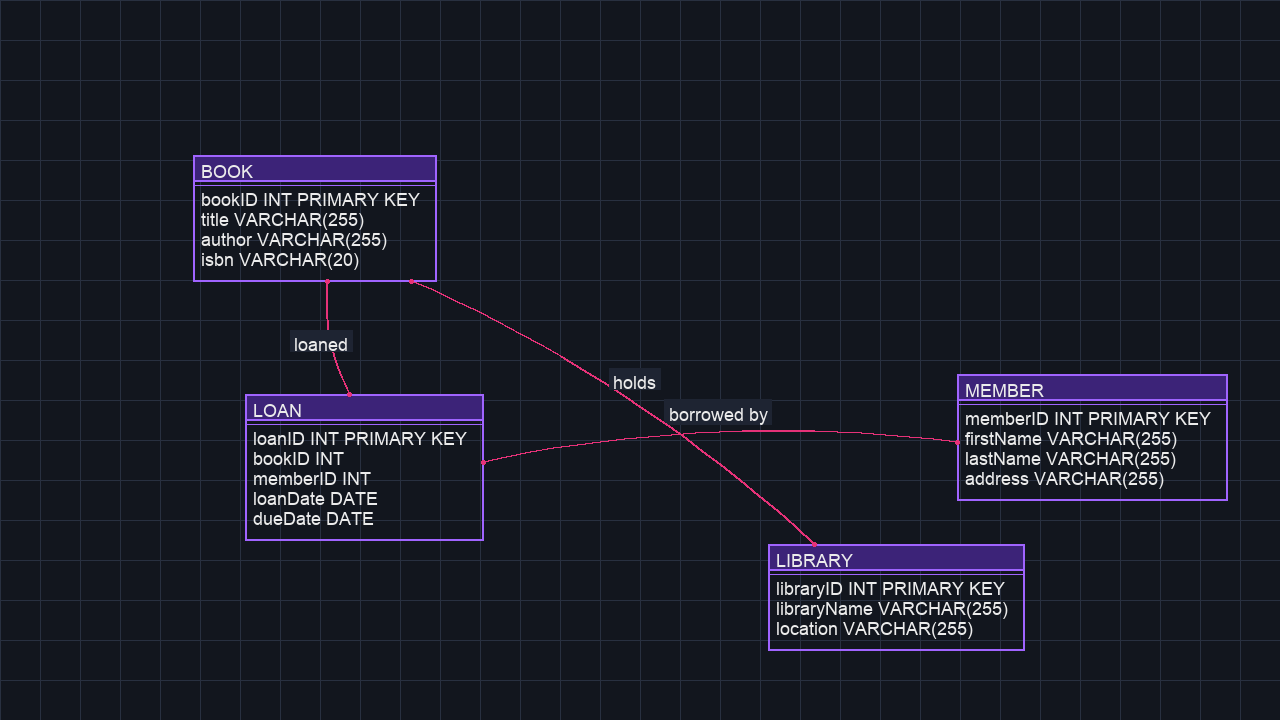 BOOK
bookID INT PRIMARY KEY
title VARCHAR(255)
author VARCHAR(255)
isbn VARCHAR(20)
loaned
holds
borrowed by
LOAN
loanID INT PRIMARY KEY
bookID INT
memberID INT
loanDate DATE
dueDate DATE
MEMBER
memberID INT PRIMARY KEY
firstName VARCHAR(255)
lastName VARCHAR(255)
address VARCHAR(255)
LIBRARY
libraryID INT PRIMARY KEY
libraryName VARCHAR(255)
location VARCHAR(255)